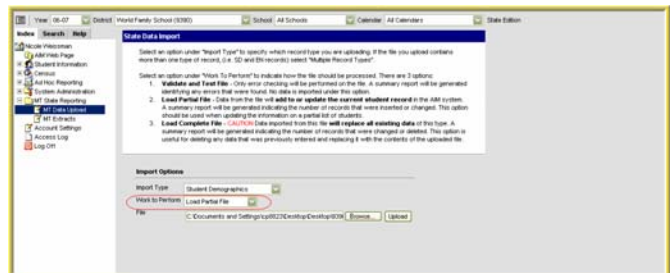 Year 06-07 District World Family School (8390) School All Schools Calendar All Calendars State Edition
Index Search Help
State Data Import
Nicole Weissman
AIM Web Page
Student Information
Census
Ad Hoc Reporting
System Administration
MT State Reporting
MT Data Upload
MT Extracts
Account Settings
Access Log
Log Off
Select an option under "Import Type" to specify which record type you are uploading. If the file you upload contains
more than one type of record, (i.e. SD and EN records) select "Multiple Record Types".
Select an option under "Work To Perform" to indicate how the file should be processed. There are 3 options:
1. Validate and Test File - Only error checking will be performed on the file. A summary report will be generated
identifying any errors that were found. No data is imported under this option.
2. Load Partial File - Data from the file will add to or update the current student record in the AIM system.
A summary report will be generated indicating the number of records that were inserted or changed. This option
should be used when updating the information on a partial list of students.
3. Load Complete File - CAUTION Data imported from this file will replace all existing data of this type. A
summary report will be generated indicating the number of records that were changed or deleted. This option is
useful for deleting any data that was previously entered and replacing it with the contents of the uploaded file.
Import Options
Import Type Student Demographics
Work to Perform Load Partial File
File Browse... Upload